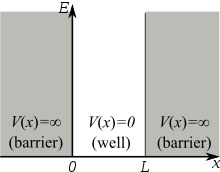 E
V(x)=∞ V(x)=0 V(x)=∞
(barrier) (well) (barrier)
0 L x